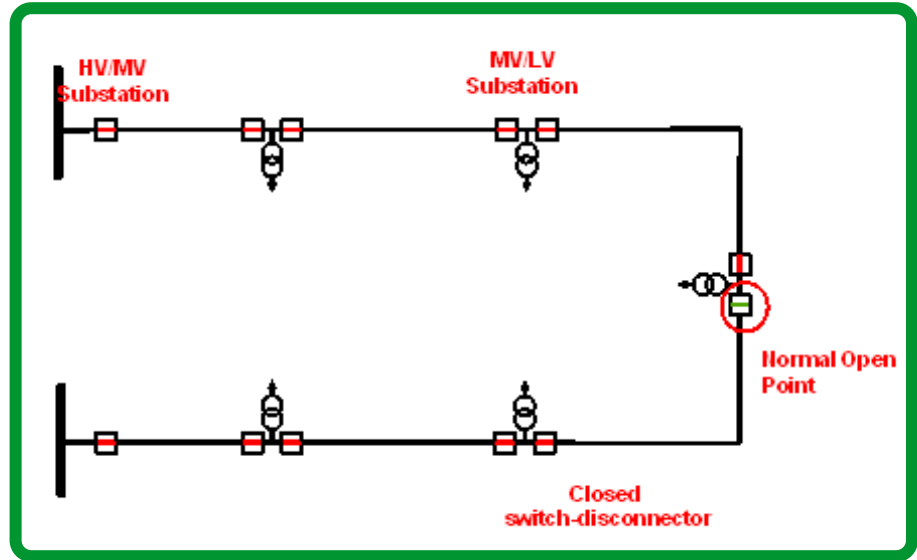 HV/MV
Substation
MV/LV
Substation
Normal Open
Point
Closed
switch-disconnector